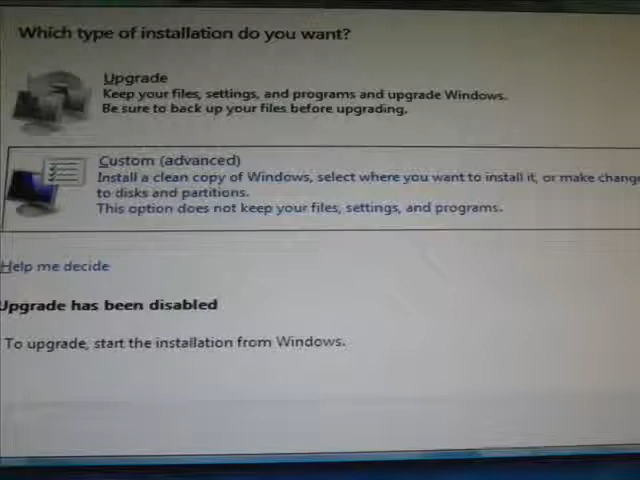 Which type of installation do you want?
Upgrade
Keep your files, settings, and programs and upgrade Windows.
Be sure to back up your files before upgrading.
Custom (advanced)
Install a clean copy of Windows, select where you want to install it, or make change
to disks and partitions.
This option does not keep your files, settings, and programs.
Help me decide
Upgrade has been disabled
To upgrade, start the installation from Windows.